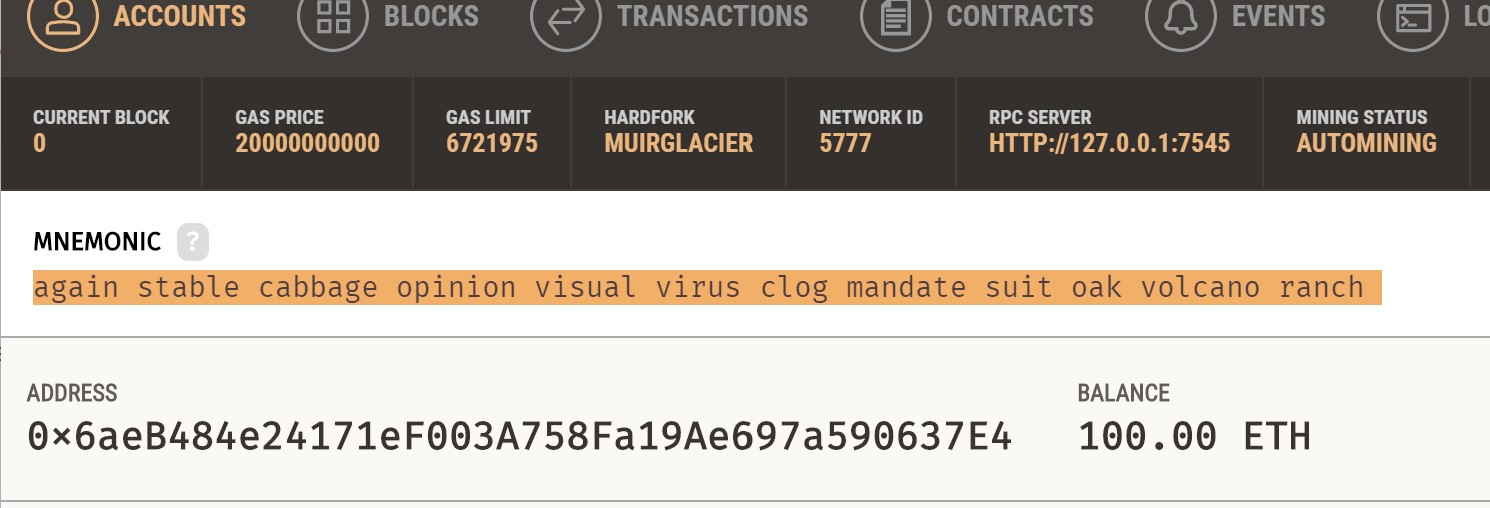 ACCOUNTS BLOCKS TRANSACTIONS CONTRACTS EVENTS
CURRENT BLOCK GAS PRICE GAS LIMIT HARDFORK NETWORK ID RPC SERVER MINING STATUS
0 20000000000 6721975 MUIRGLACIER 5777 HTTP://127.0.0.1:7545 AUTOMINING
MNEMONIC ?
again stable cabbage opinion visual virus clog mandate suit oak volcano ranch
ADDRESS BALANCE
0×6aeB484e24171eF003A758Fa19Ae697a590637E4 100.00 ETH